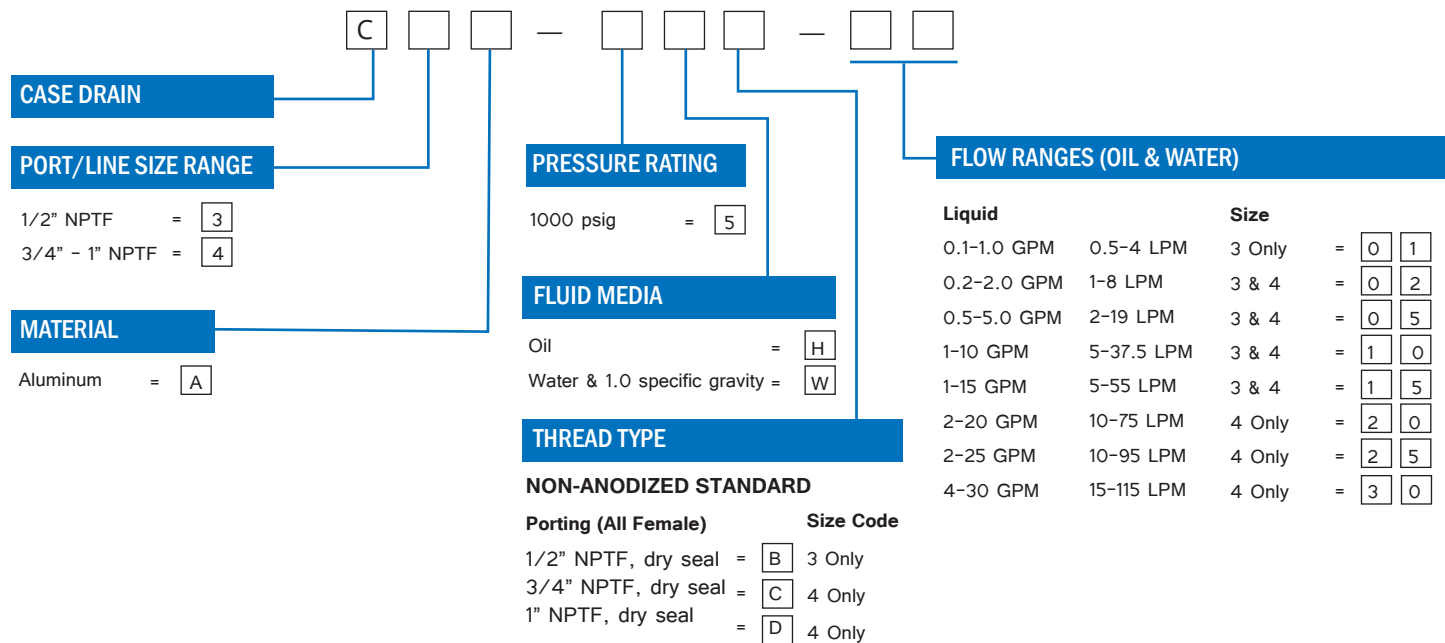 C — —
CASE DRAIN
PORT/LINE SIZE RANGE
1/2” NPTF = 3
3/4” – 1” NPTF = 4
MATERIAL
Aluminum = A
PRESSURE RATING
1000 psig = 5
FLUID MEDIA
Oil = H
Water & 1.0 specific gravity = W
THREAD TYPE
NON-ANODIZED STANDARD
Porting (All Female) Size Code
1/2” NPTF, dry seal = B 3 Only
3/4” NPTF, dry seal = C 4 Only
1” NPTF, dry seal = D 4 Only
FLOW RANGES (OIL & WATER)
Liquid Size
0.1–1.0 GPM 0.5–4 LPM 3 Only = 0 1
0.2–2.0 GPM 1–8 LPM 3 & 4 = 0 2
0.5–5.0 GPM 2–19 LPM 3 & 4 = 0 5
1–10 GPM 5–37.5 LPM 3 & 4 = 1 0
1–15 GPM 5–55 LPM 3 & 4 = 1 5
2–20 GPM 10–75 LPM 4 Only = 2 0
2–25 GPM 10–95 LPM 4 Only = 2 5
4–30 GPM 15–115 LPM 4 Only = 3 0